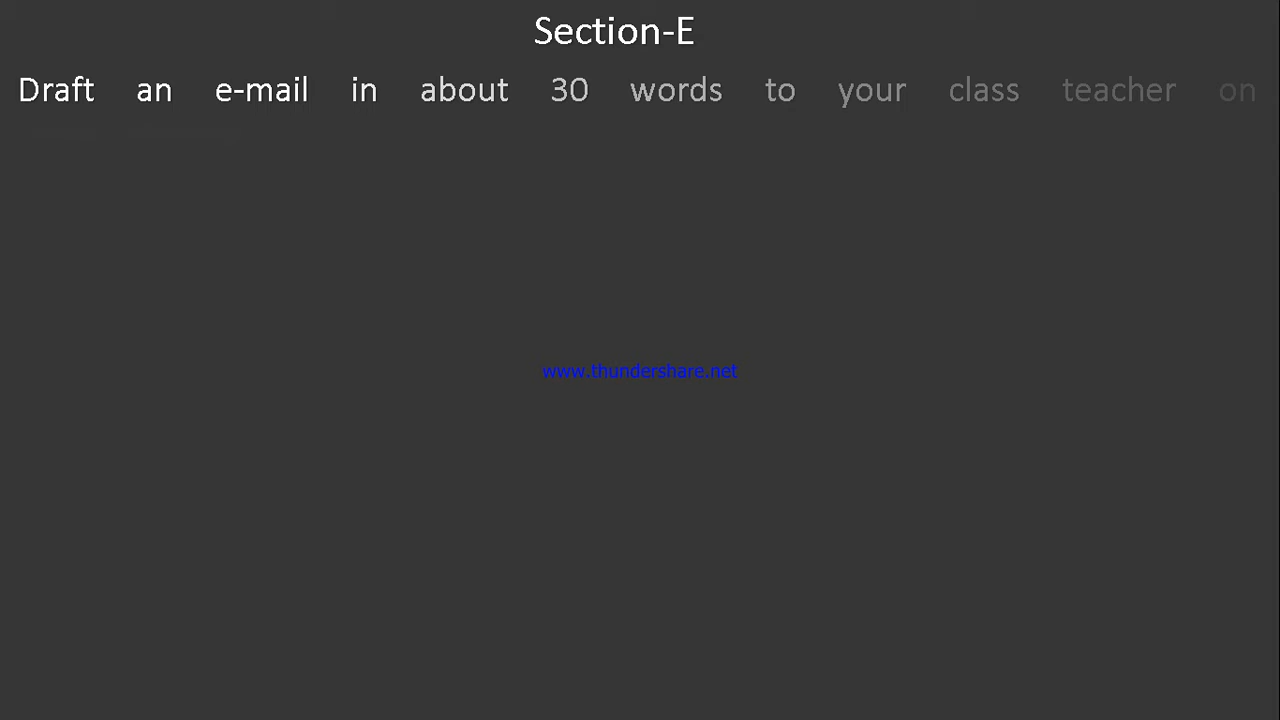 Section-E
Draft an e-mail in about 30 words to your class teacher on
www.thundershare.net